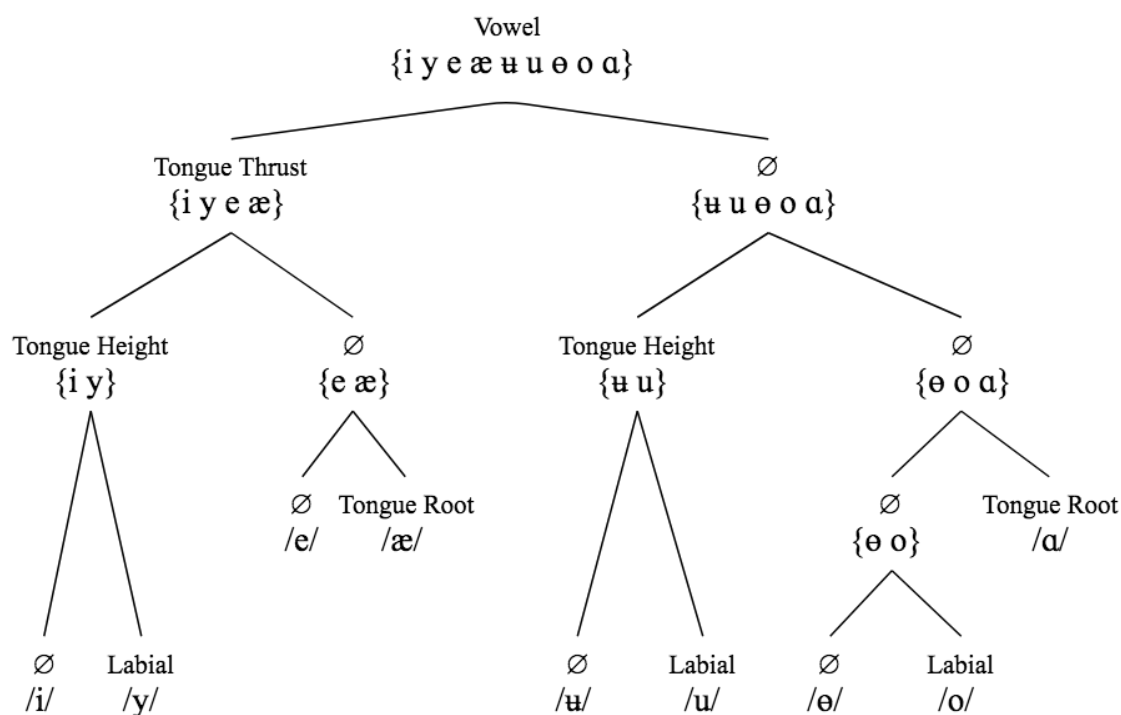 Vowel
{i y e æ ʉ u ɵ o ɑ}
Tongue Thrust
{i y e æ}
∅
{ʉ u ɵ o ɑ}
Tongue Height
{i y}
∅
{e æ}
Tongue Height
{ʉ u}
∅
{ɵ o ɑ}
∅
/e/
Tongue Root
/æ/
∅
{ɵ o}
Tongue Root
/ɑ/
∅
/i/
Labial
/y/
∅
/ʉ/
Labial
/u/
∅
/ɵ/
Labial
/o/